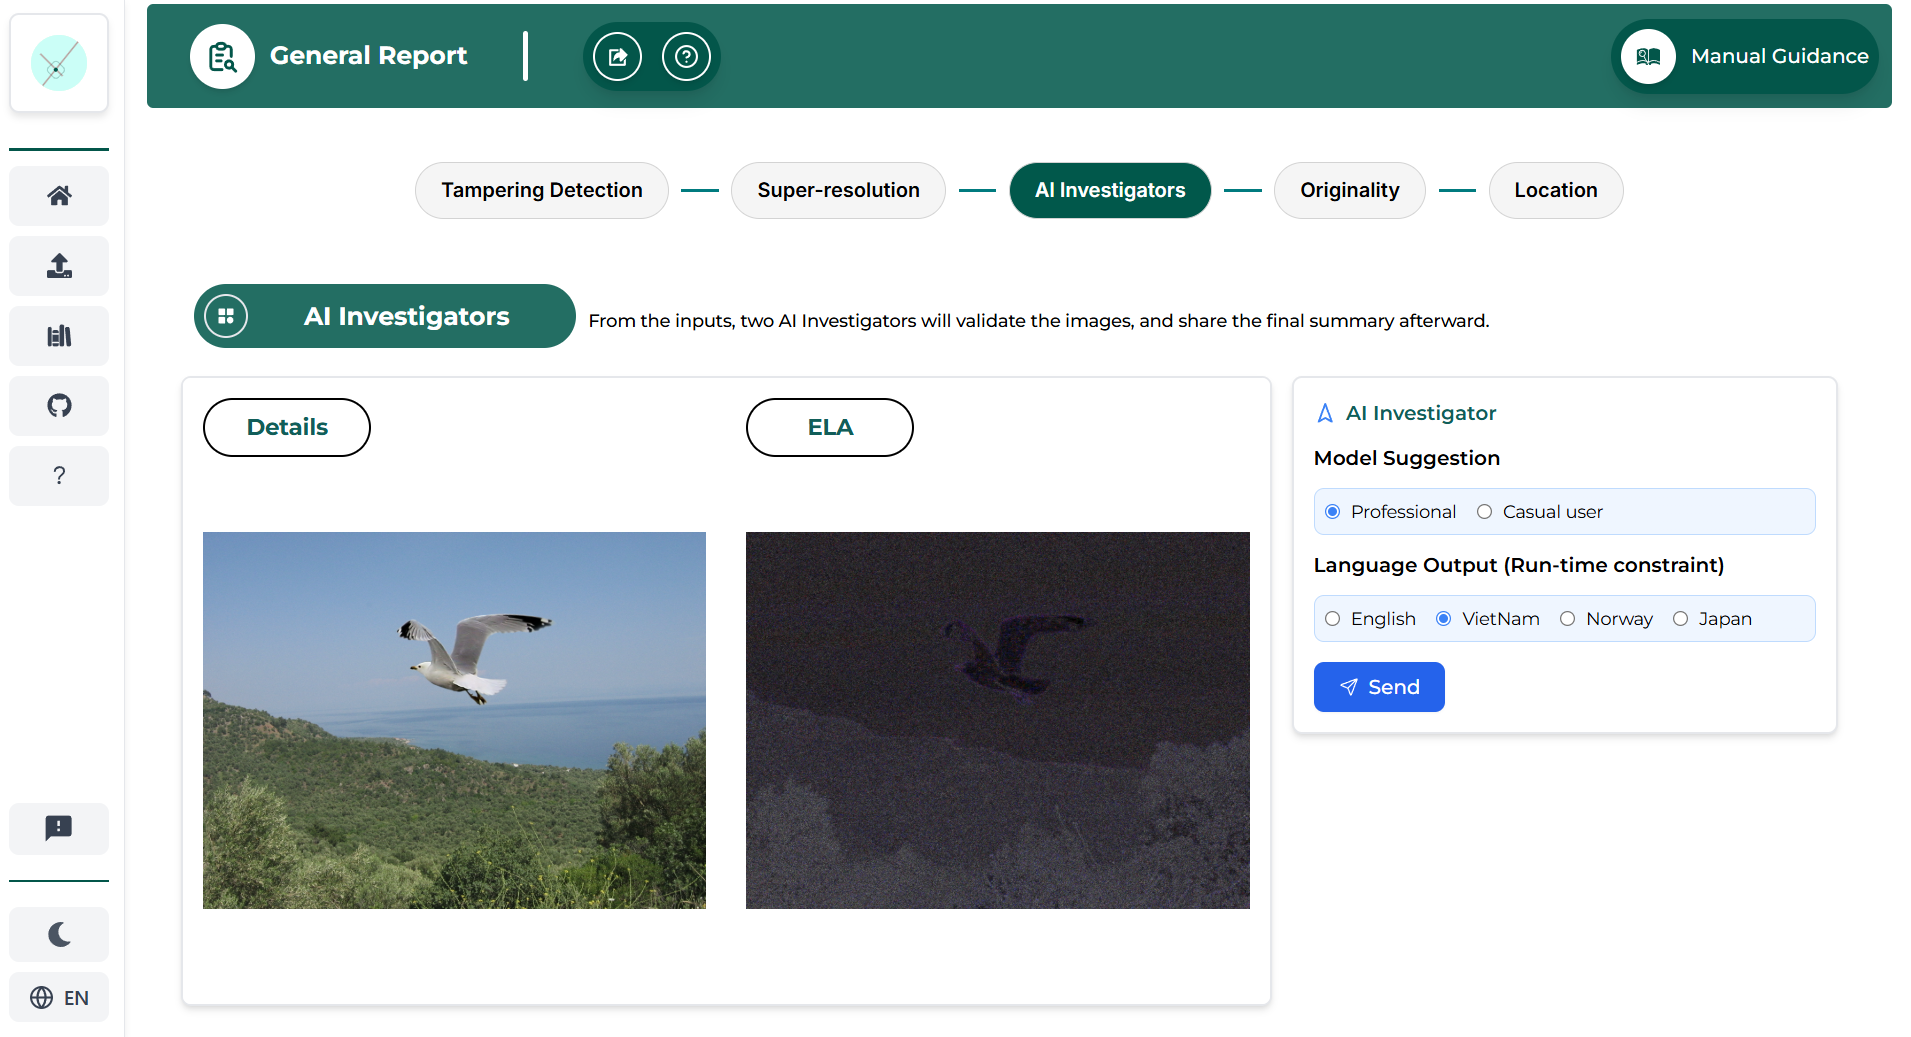 General Report
Manual Guidance
Tampering Detection
Super-resolution
AI Investigators
Originality
Location
AI Investigators
From the inputs, two AI Investigators will validate the images, and share the final summary afterward.
Details
ELA
AI Investigator
Model Suggestion
Professional
Casual user
Language Output (Run-time constraint)
English
VietNam
Norway
Japan
Send
?
EN